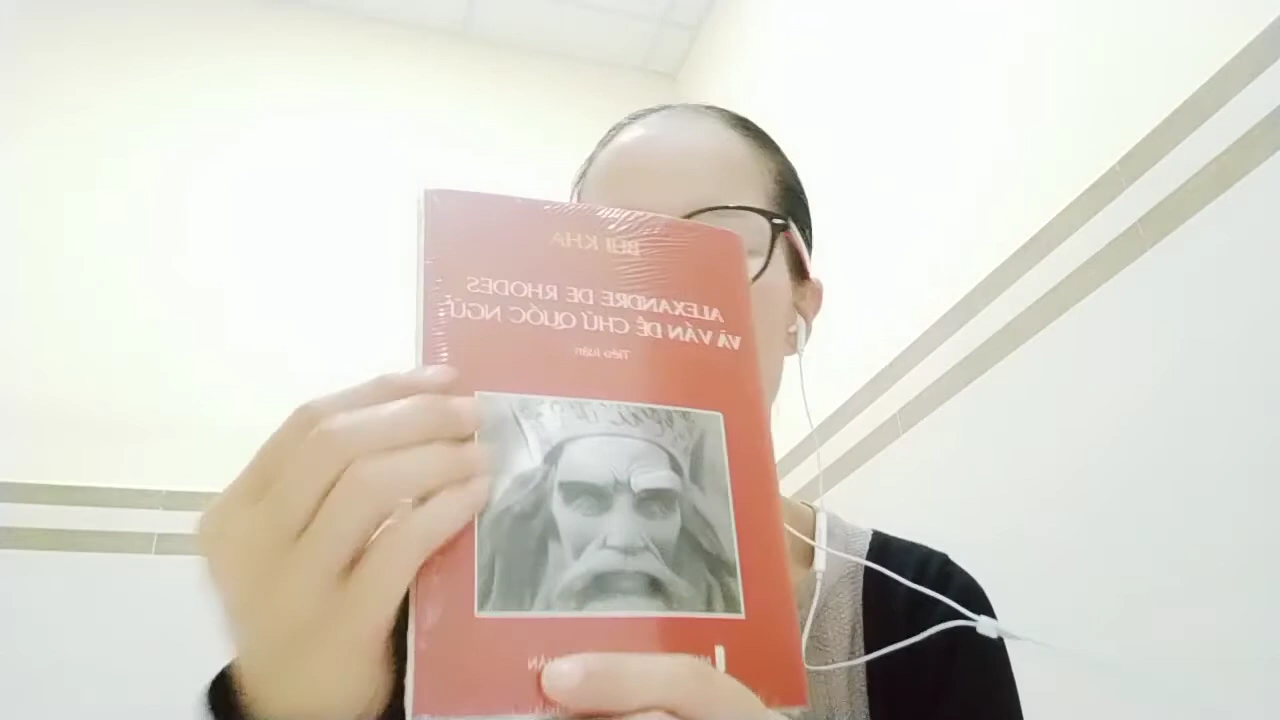 BÙI KHA
ALEXANDRE DE RHODES
VÀ VẤN ĐỀ CHỮ QUỐC NGỮ
Tiểu luận